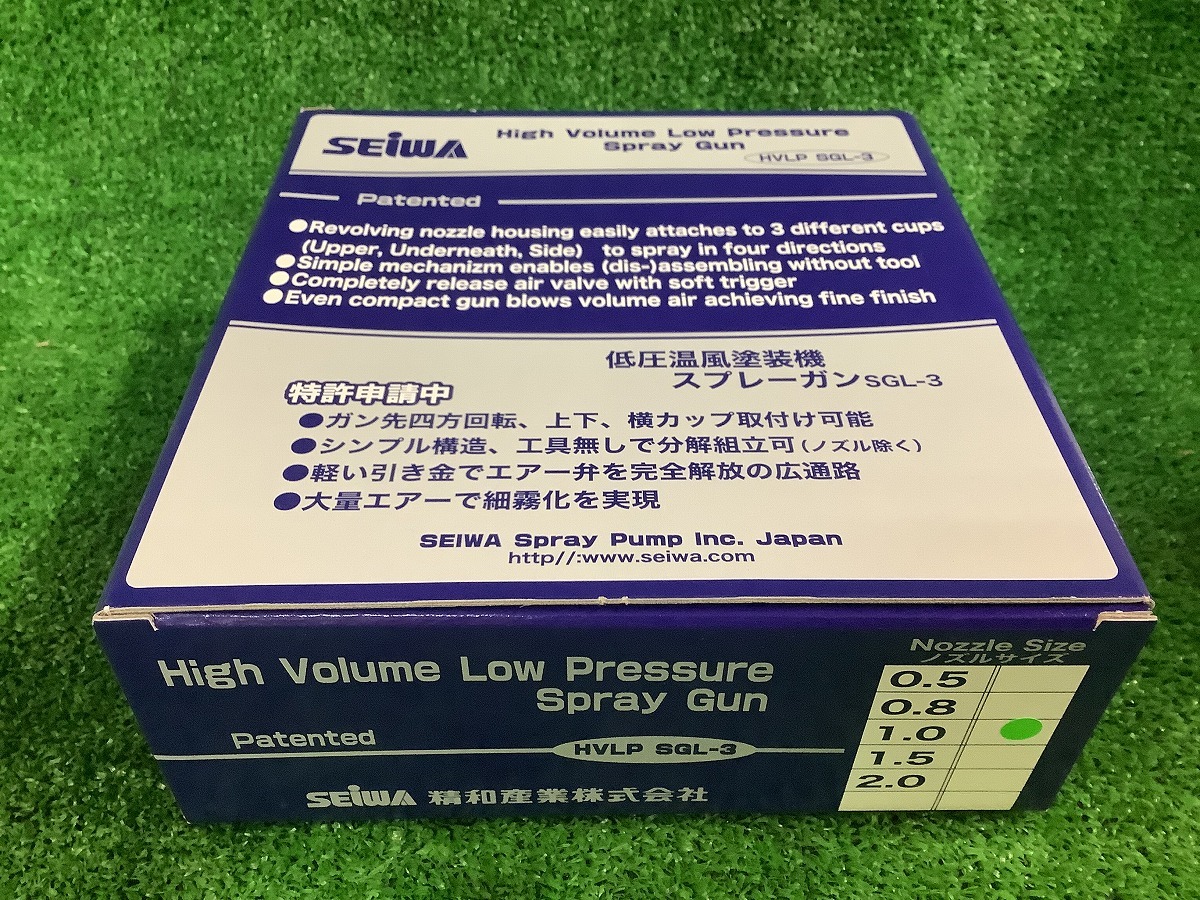 SEiWA
High Volume Low Pressure
Spray Gun
HVLP SGL-3
Patented
●Revolving nozzle housing easily attaches to 3 different cups
(Upper, Underneath, Side) to spray in four directions
●Simple mechanizm enables (dis-)assembling without tool
●Completely release air valve with soft trigger
●Even compact gun blows volume air achieving fine finish
低圧温風塗装機
スプレーガンSGL-3
特許申請中
●ガン先四方回転、上下、横カップ取付け可能
●シンプル構造、工具無しで分解組立可(ノズル除く)
●軽い引き金でエアー弁を完全解放の広通路
●大量エアーで細霧化を実現
SEIWA Spray Pump Inc. Japan
http//:www.seiwa.com
High Volume Low Pressure
Spray Gun
Patented
HVLP SGL-3
SEiWA 精和産業株式会社
Nozzle Size
ノズルサイズ
0.5
0.8
1.0
1.5
2.0